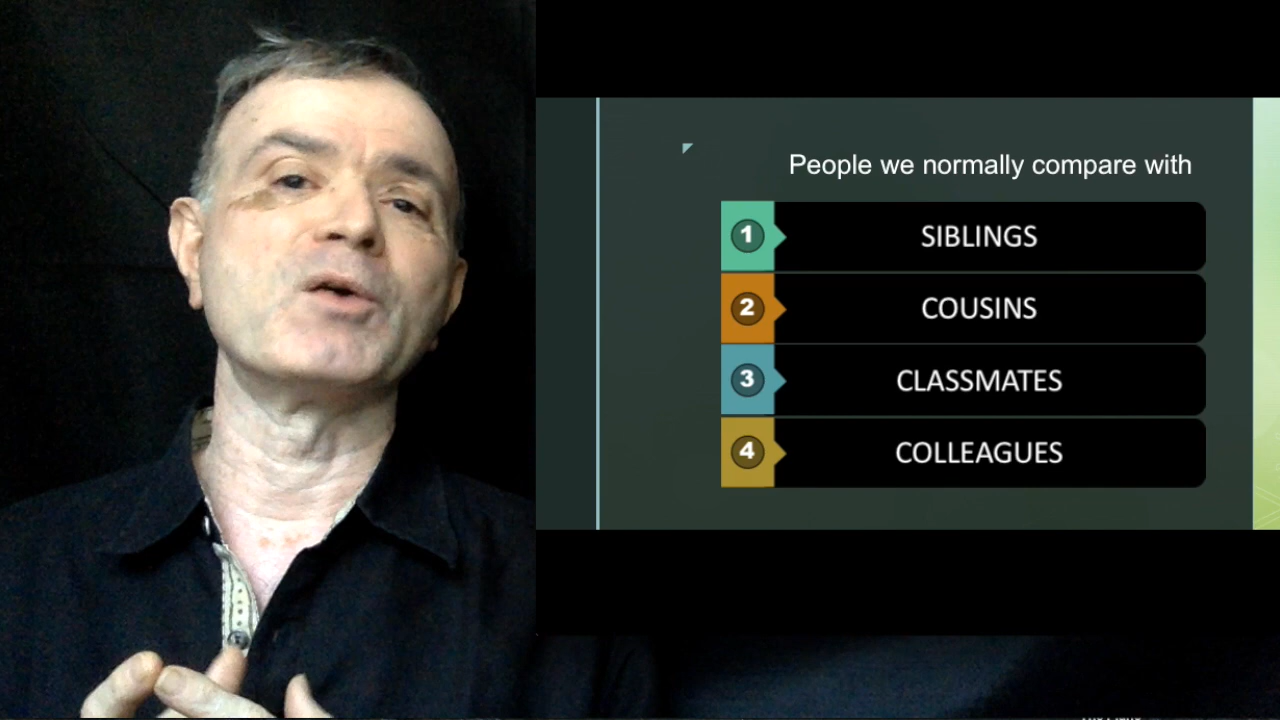 People we normally compare with
1 SIBLINGS
2 COUSINS
3 CLASSMATES
4 COLLEAGUES